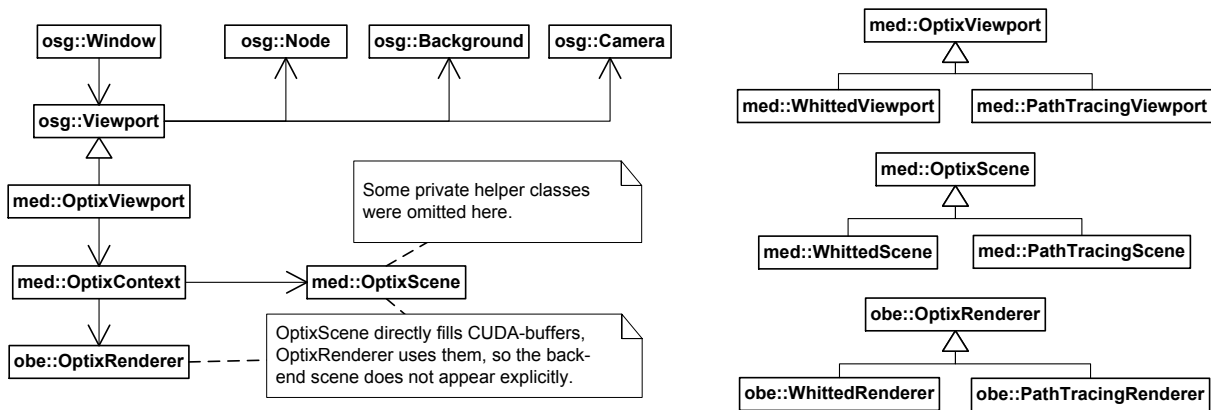 osg::Window
osg::Node
osg::Background
osg::Camera
osg::Viewport
med::OptixViewport
med::OptixContext
med::OptixScene
obe::OptixRenderer
Some private helper classes
were omitted here.
OptixScene directly fills CUDA-buffers,
OptixRenderer uses them, so the back-
end scene does not appear explicitly.
med::OptixViewport
med::WhittedViewport
med::PathTracingViewport
med::OptixScene
med::WhittedScene
med::PathTracingScene
obe::OptixRenderer
obe::WhittedRenderer
obe::PathTracingRenderer